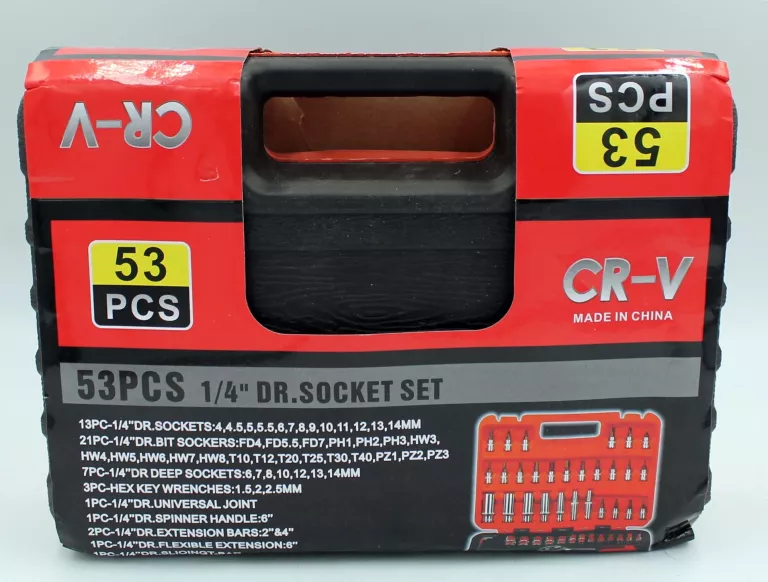 CR-V
53
PCS
53
PCS
CR-V
MADE IN CHINA
53PCS 1/4" DR.SOCKET SET
13PC-1/4"DR.SOCKETS:4,4.5,5,5.5,6,7,8,9,10,11,12,13,14MM
21PC-1/4"DR.BIT SOCKERS:FD4,FD5.5,FD7,PH1,PH2,PH3,HW3,
HW4,HW5,HW6,HW7,HW8,T10,T12,T20,T25,T30,T40,PZ1,PZ2,PZ3
7PC-1/4"DR DEEP SOCKETS:6,7,8,10,12,13,14MM
3PC-HEX KEY WRENCHES:1.5,2,2.5MM
1PC-1/4"DR.UNIVERSAL JOINT
1PC-1/4"DR.SPINNER HANDLE:6"
2PC-1/4"DR.EXTENSION BARS:2"&4"
1PC-1/4"DR.FLEXIBLE EXTENSION:6"
1PC-1/4"DR.